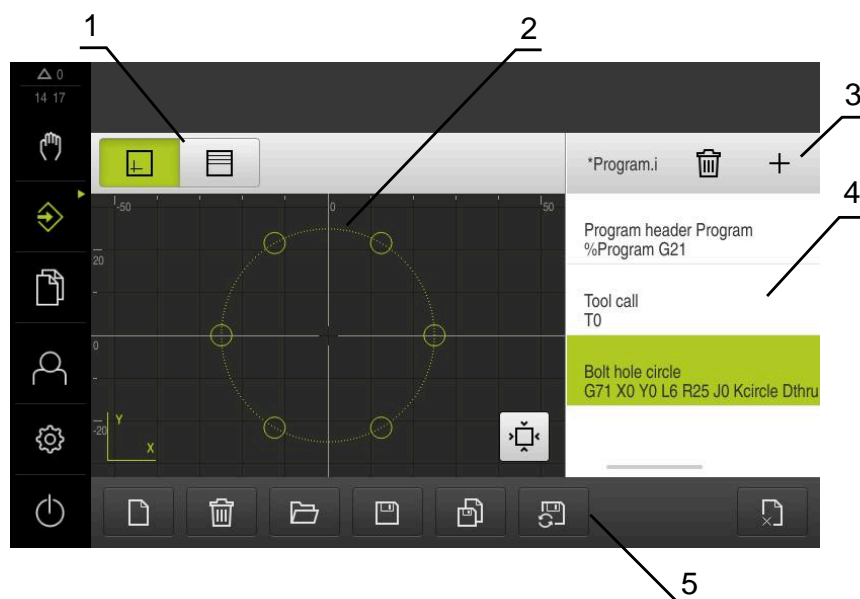 1
2
3
4
5
0
14 17
*Program.i
-50
0
50
20
0
-20
Y
X
Program header Program
%Program G21
Tool call
T0
Bolt hole circle
G71 X0 Y0 L6 R25 J0 Kcircle Dthru